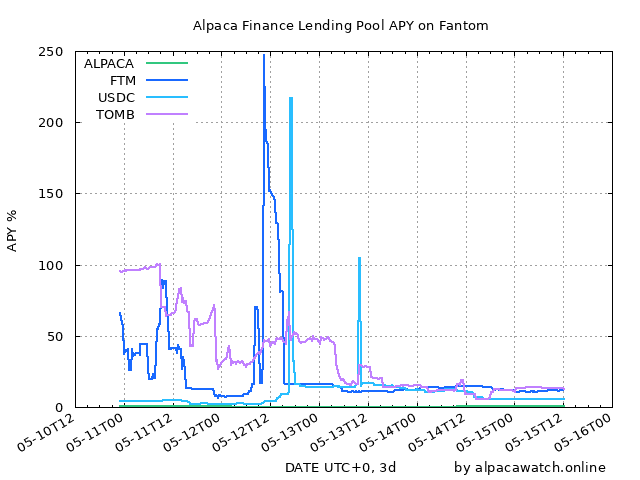 Alpaca Finance Lending Pool APY on Fantom
APY %
250
200
150
100
50
0
ALPACA
FTM
USDC
TOMB
05-10T12
05-11T00
05-11T12
05-12T00
05-12T12
05-13T00
05-13T12
05-14T00
05-14T12
05-15T00
05-15T12
05-16T00
DATE UTC+0, 3d
by alpacawatch.online